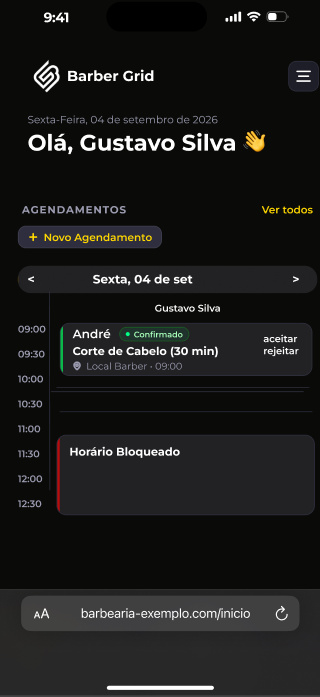 9:41
Barber Grid
Sexta-Feira, 04 de setembro de 2026
Olá, Gustavo Silva 👋
AGENDAMENTOS
Ver todos
+ Novo Agendamento
< Sexta, 04 de set >
Gustavo Silva
09:00
André Confirmado
aceitar
Corte de Cabelo (30 min)
rejeitar
09:30
Local Barber • 09:00
10:00
10:30
11:00
11:30
Horário Bloqueado
12:00
12:30
AA barbearia-exemplo.com/inicio